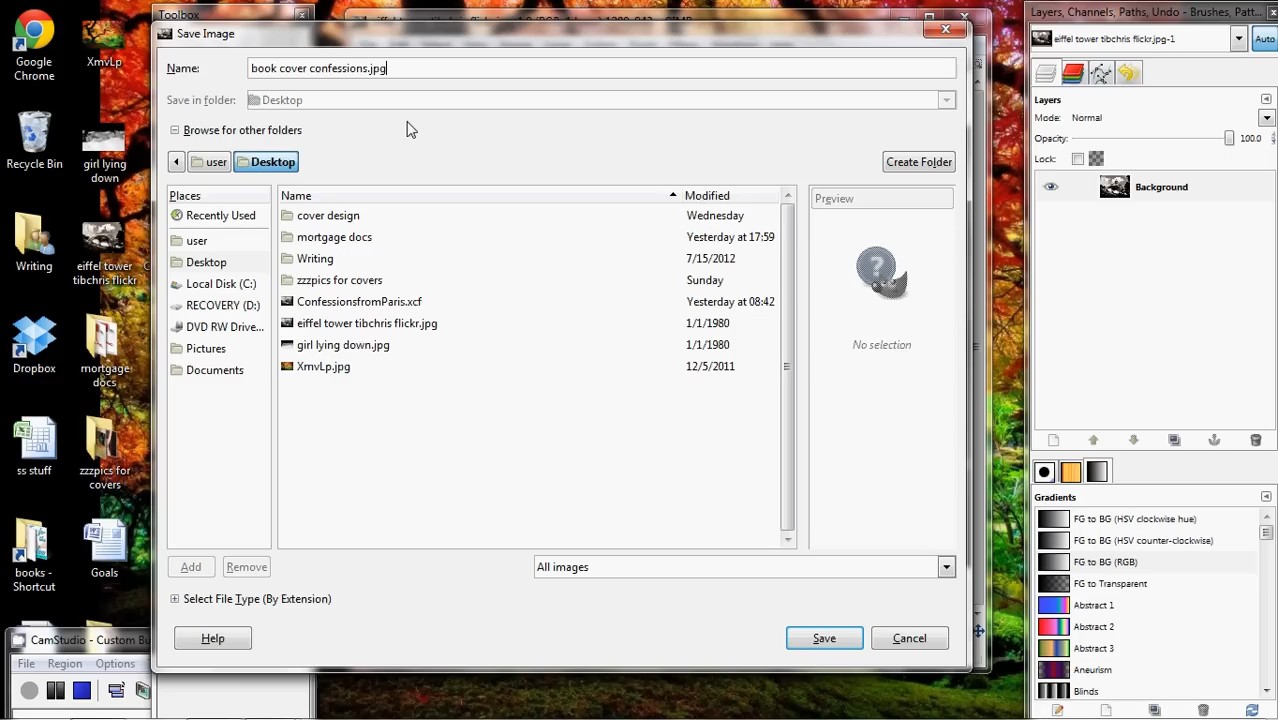 Google Chrome
XrnvLp
Recycle Bin
girl lying down
Writing
eiffel tower tibchris flickr
Dropbox
mortgage docs
ss stuff
zzzpics for covers
books - Shortcut
Goals
CamStudio - Custom Bu
File Region Options
Toolbox
Save Image
Name: book cover confessions.jpg
Save in folder: Desktop
Browse for other folders
user Desktop Create Folder
Places
Recently Used
user
Desktop
Local Disk (C:)
RECOVERY (D:)
DVD RW Drive...
Pictures
Documents
Name Modified
cover design Wednesday
mortgage docs Yesterday at 17:59
Writing 7/15/2012
zzzpics for covers Sunday
ConfessionsfromParis.xcf Yesterday at 08:42
eiffel tower tibchris flickr.jpg 1/1/1980
girl lying down.jpg 1/1/1980
XrnvLp.jpg 12/5/2011
Preview
No selection
Add Remove All images
Select File Type (By Extension)
Help Save Cancel
Layers, Channels, Paths, Undo - Brushes, Patt...
eiffel tower tibchris flickr.jpg-1 Auto
Layers
Mode: Normal
Opacity: 100.0
Lock:
Background
Gradients
FG to BG (HSV clockwise hue)
FG to BG (HSV counter-clockwise)
FG to BG (RGB)
FG to Transparent
Abstract 1
Abstract 2
Abstract 3
Aneurism
Blinds